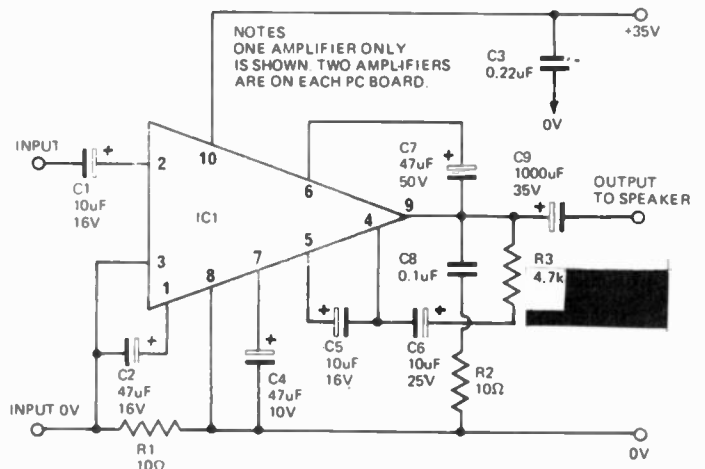 NOTES
ONE AMPLIFIER ONLY
IS SHOWN. TWO AMPLIFIERS
ARE ON EACH PC BOARD.
+35V
C3
0.22uF
0V
INPUT
C1
10uF
16V
2
10
6
IC1
9
4
5
7
3
1
8
C7
47uF
50V
C9
1000uF
35V
OUTPUT
TO SPEAKER
C8
0.1uF
R3
4.7k
C2
47uF
16V
C4
47uF
10V
C5
10uF
16V
C6
10uF
25V
R2
10Ω
INPUT 0V
R1
10Ω
0V